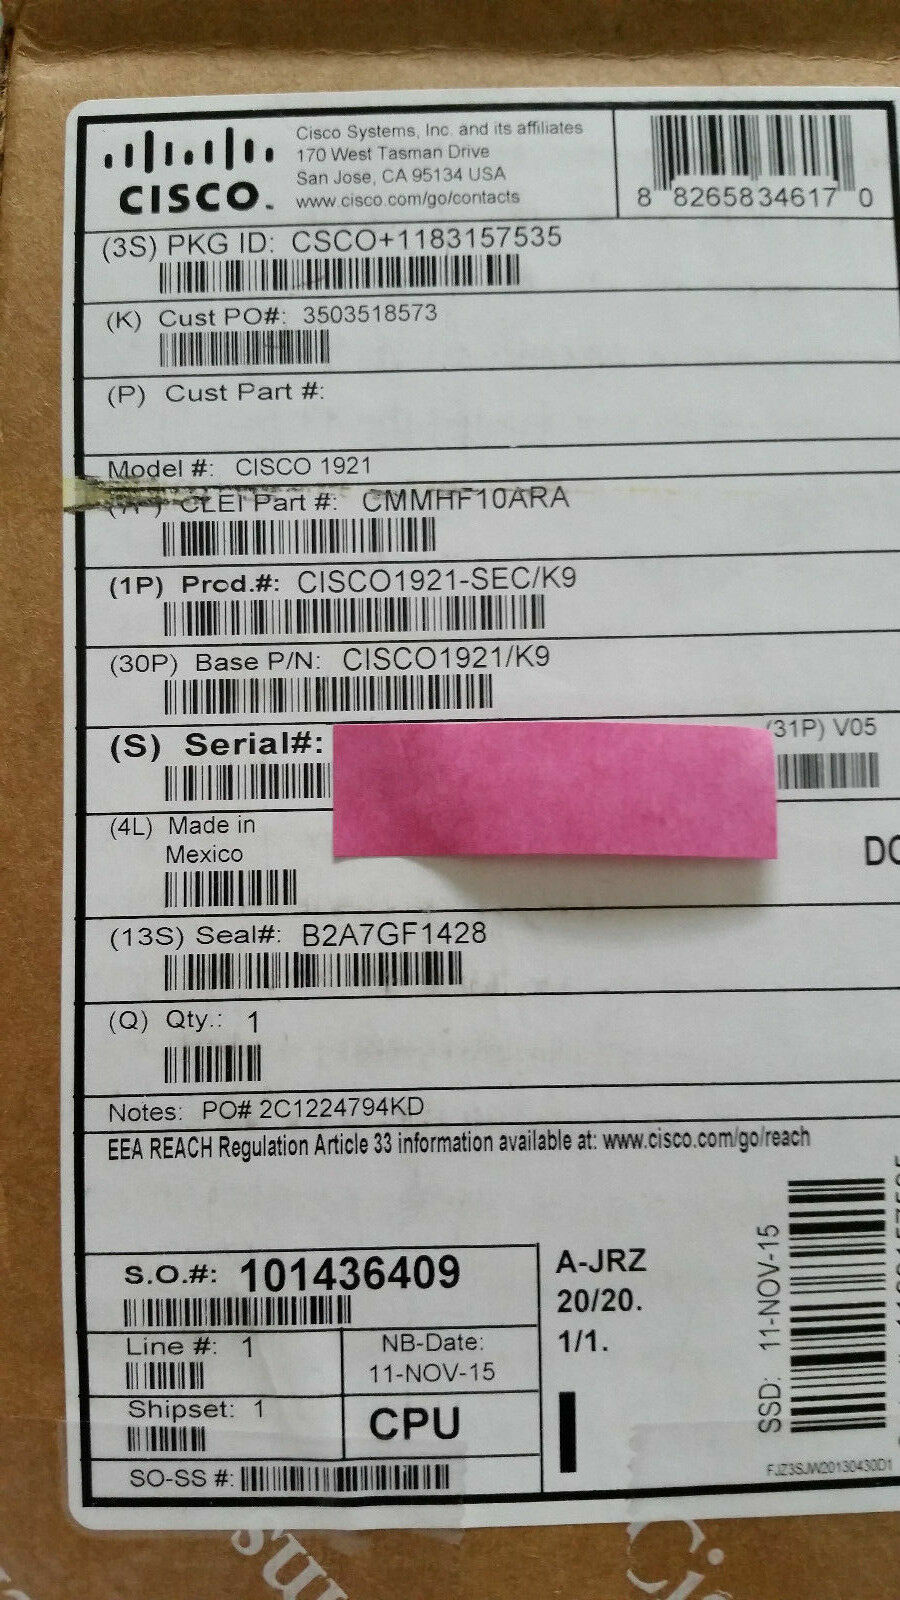 CISCO.
Cisco Systems, Inc. and its affiliates
170 West Tasman Drive
San Jose, CA 95134 USA
www.cisco.com/go/contacts
8 8265834617 0
(3S) PKG ID: CSCO+1183157535
(K) Cust PO#: 3503518573
(P) Cust Part #:
Model #: CISCO 1921
CLEI Part #: CMMHF10ARA
(1P) Prod.#: CISCO1921-SEC/K9
(30P) Base P/N: CISCO1921/K9
(S) Serial#:
(31P) V05
(4L) Made in
Mexico
DC
(13S) Seal#: B2A7GF1428
(Q) Qty.: 1
Notes: PO# 2C1224794KD
EEA REACH Regulation Article 33 information available at: www.cisco.com/go/reach
S.O.#: 101436409
Line #: 1
NB-Date:
11-NOV-15
Shipset: 1
CPU
SO-SS #:
A-JRZ
20/20.
1/1.
SSD: 11-NOV-15
FJZ3SJW20130430D1